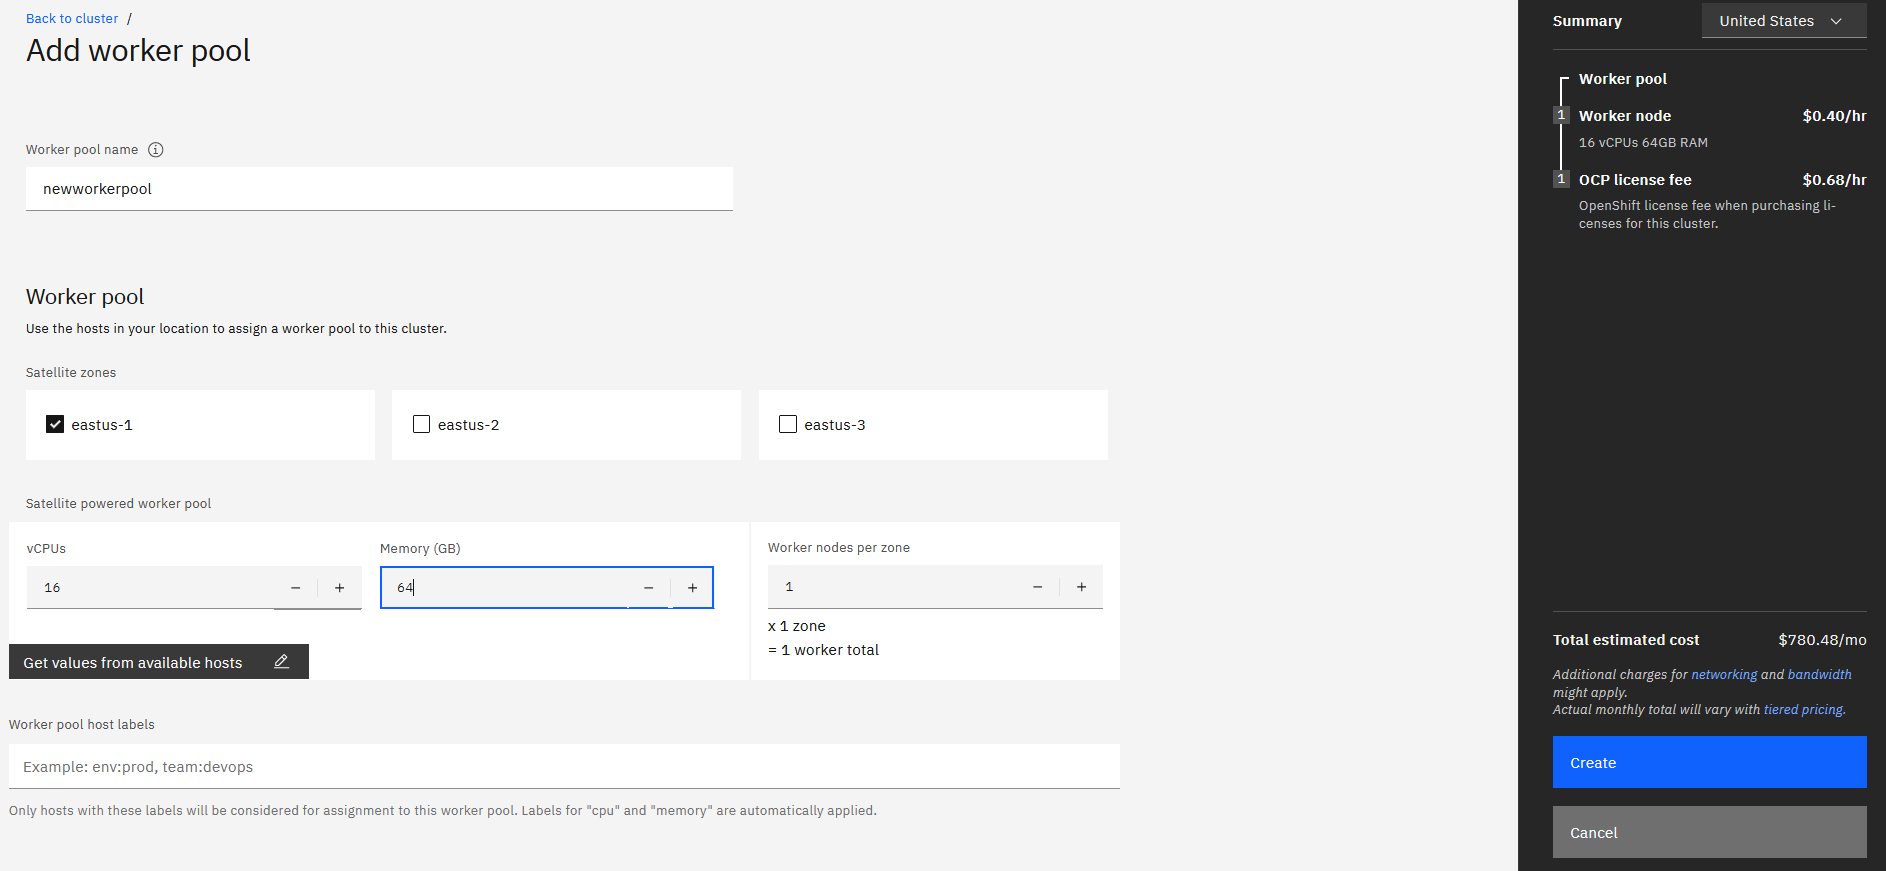 Back to cluster /
Add worker pool
Worker pool name
newworkerpool
Worker pool
Use the hosts in your location to assign a worker pool to this cluster.
Satellite zones
eastus-1
eastus-2
eastus-3
Satellite powered worker pool
vCPUs
16
Memory (GB)
64
Worker nodes per zone
1
x 1 zone
= 1 worker total
Get values from available hosts
Worker pool host labels
Example: env:prod, team:devops
Only hosts with these labels will be considered for assignment to this worker pool. Labels for "cpu" and "memory" are automatically applied.
Summary
United States
Worker pool
1 Worker node $0.40/hr
16 vCPUs 64GB RAM
1 OCP license fee $0.68/hr
OpenShift license fee when purchasing li-
censes for this cluster.
Total estimated cost $780.48/mo
Additional charges for networking and bandwidth
might apply.
Actual monthly total will vary with tiered pricing.
Create
Cancel